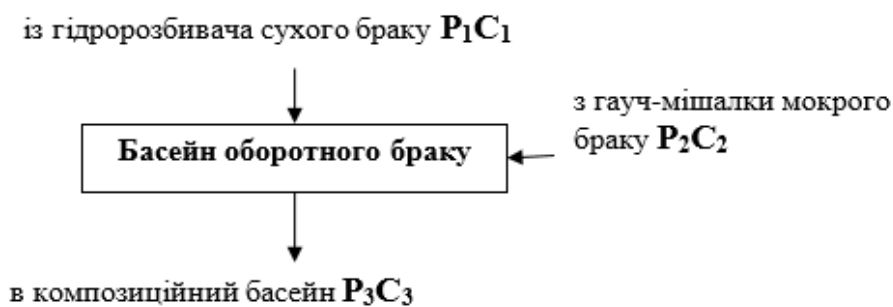 із гідророзбивача сухого браку P₁C₁
з гауч-мішалки мокрого
браку P₂C₂
Басейн оборотного браку
в композиційний басейн P₃C₃